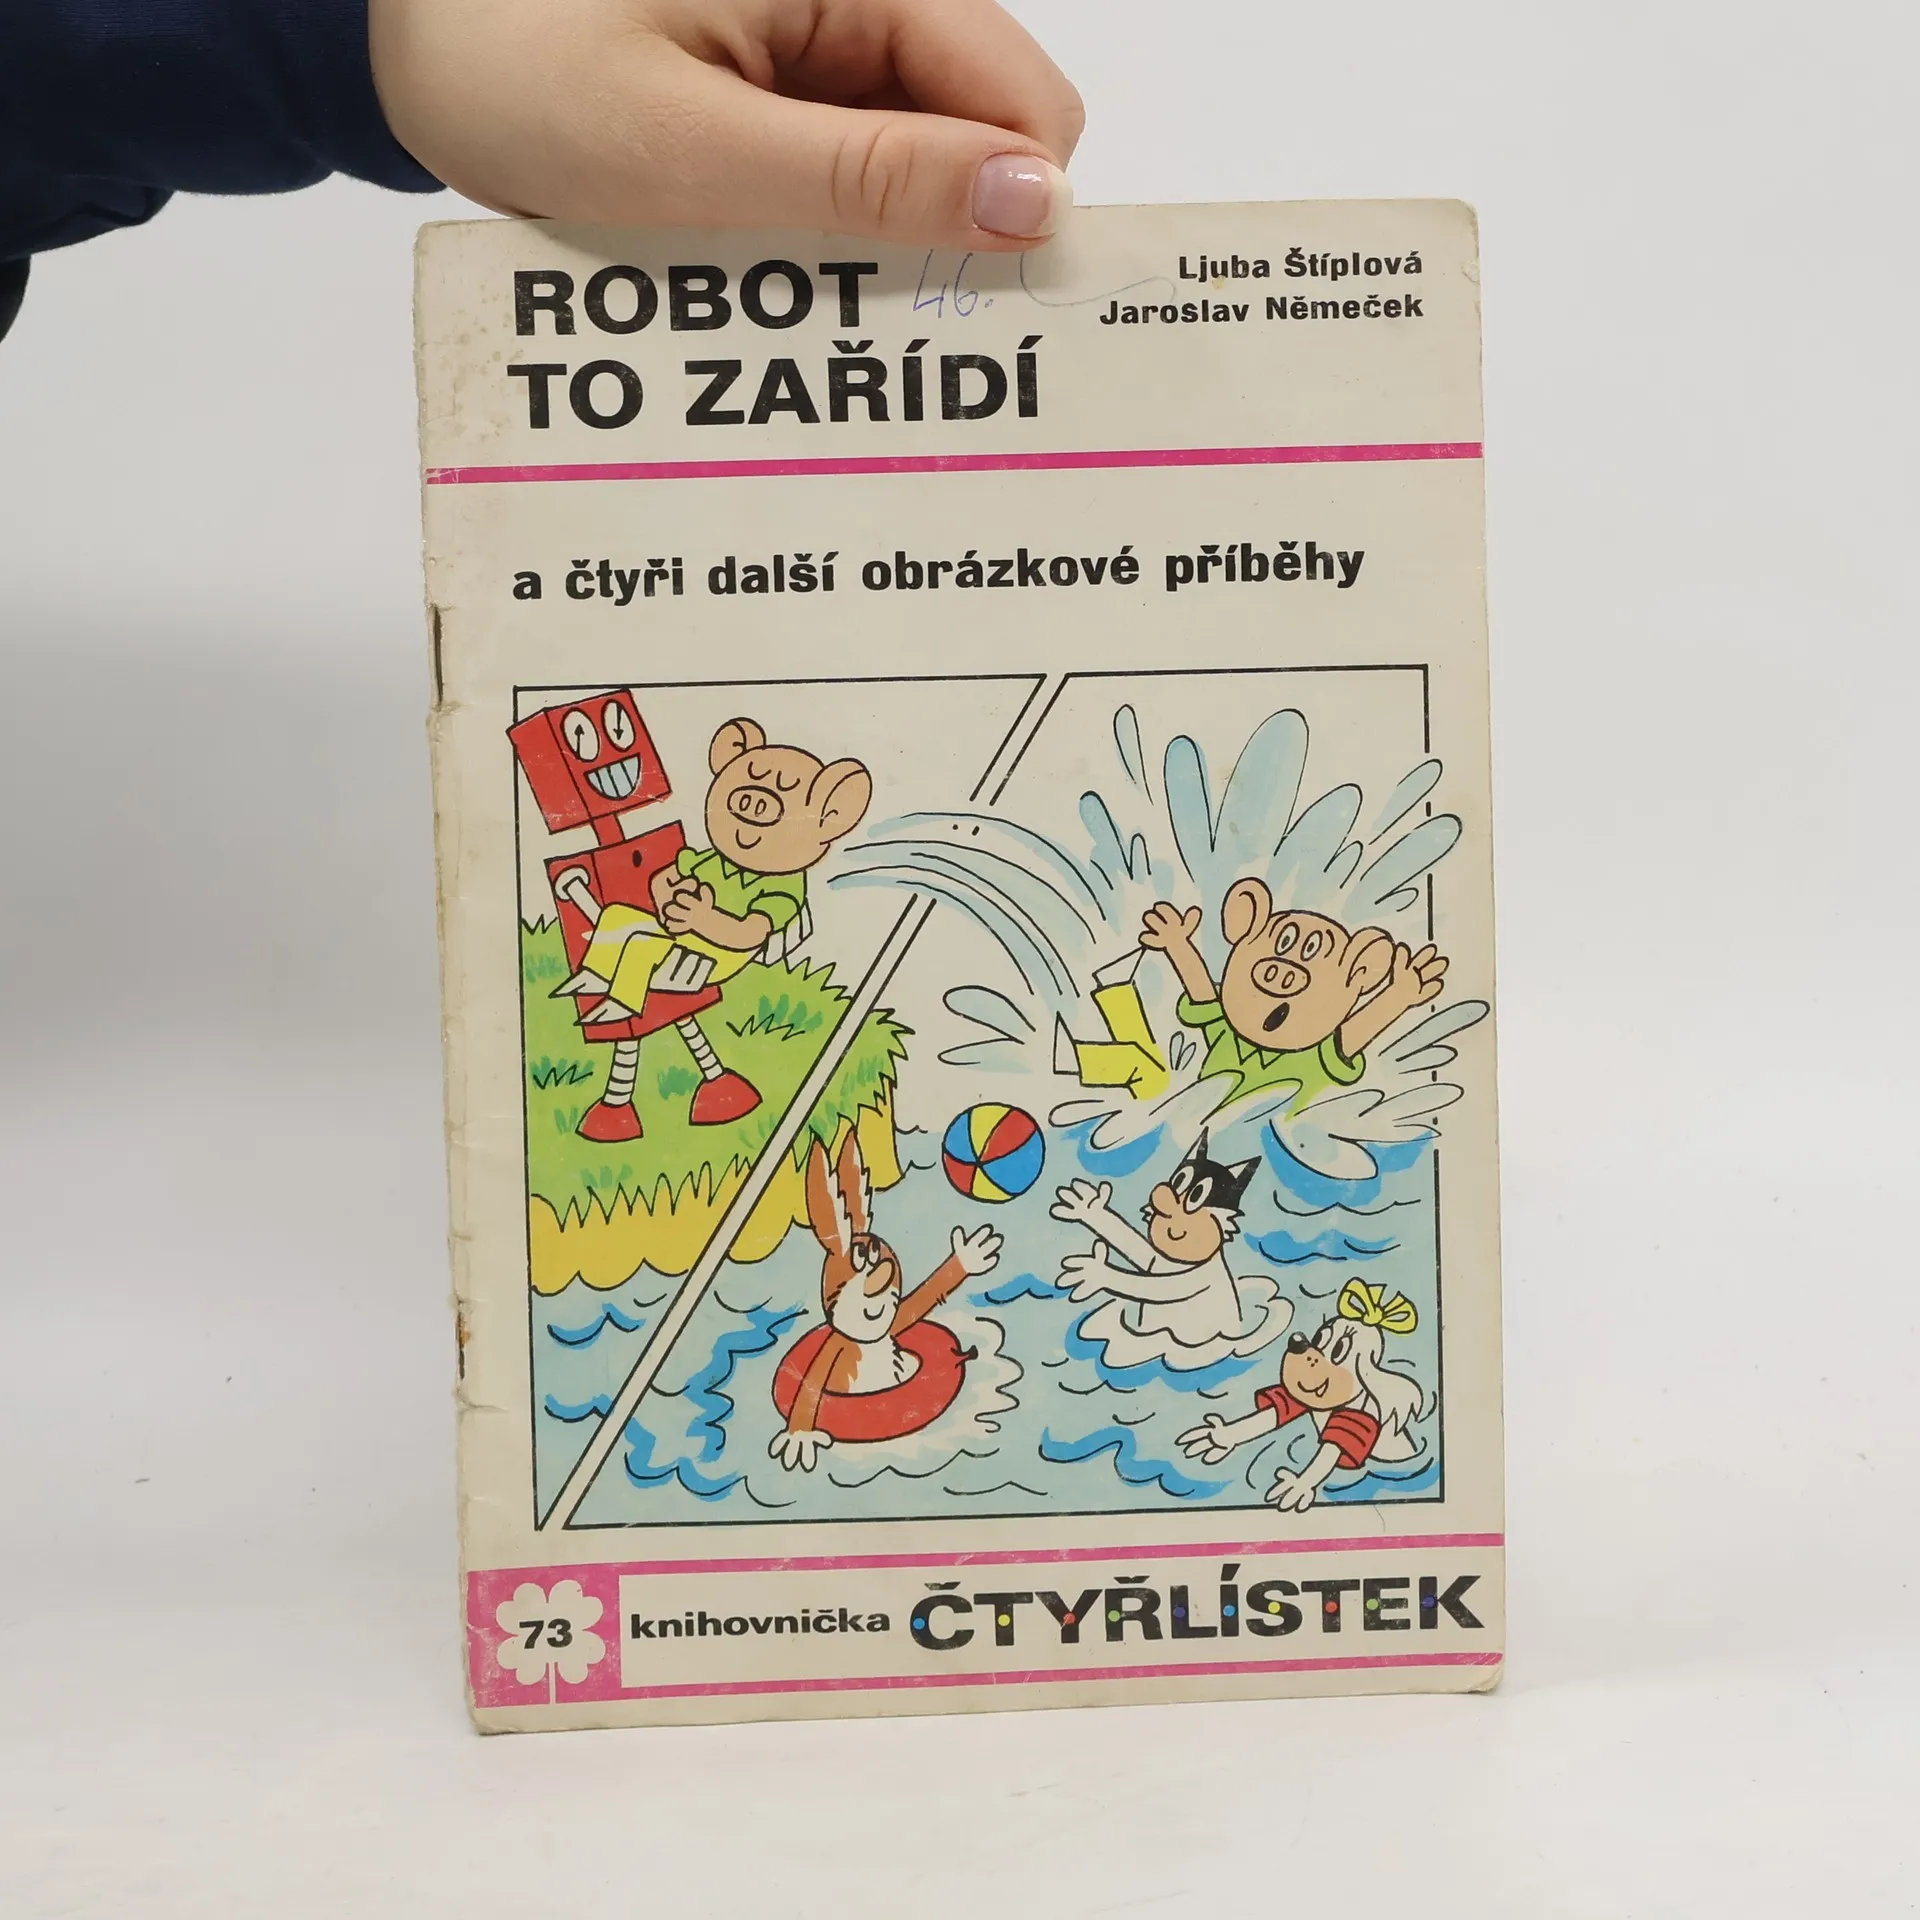 ROBOT 46.
TO ZAŘÍDÍ
Ljuba Štíplová
Jaroslav Němeček
a čtyři další obrázkové příběhy
73 knihovnička ČTYŘLÍSTEK